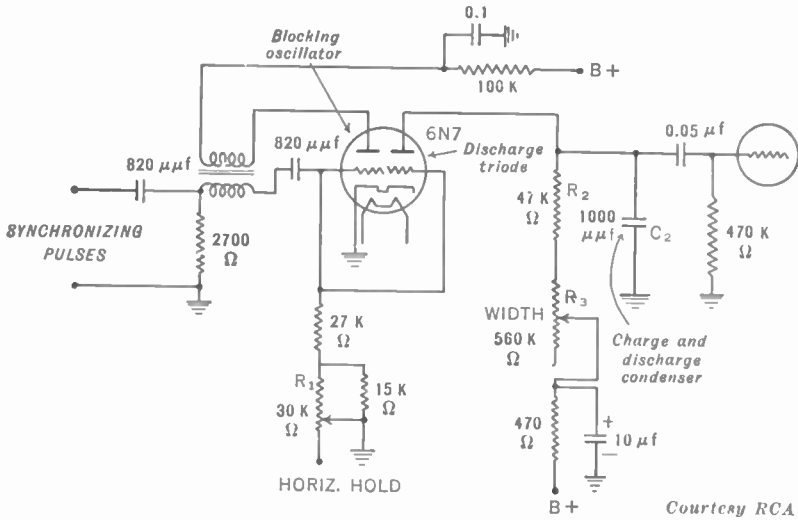 0.1
Blocking
oscillator
B+
100 K
820 μμf
820 μμf
6N7
Discharge
triode
0.05 μf
SYNCHRONIZING
PULSES
2700
Ω
47 K
Ω
R2
1000
μμf
C2
470 K
Ω
27 K
Ω
R3
WIDTH
560 K
Ω
Charge and
discharge
condenser
R1
30 K
Ω
15 K
Ω
470
Ω
+
10 μf
−
HORIZ. HOLD
B+
Courtesy RCA